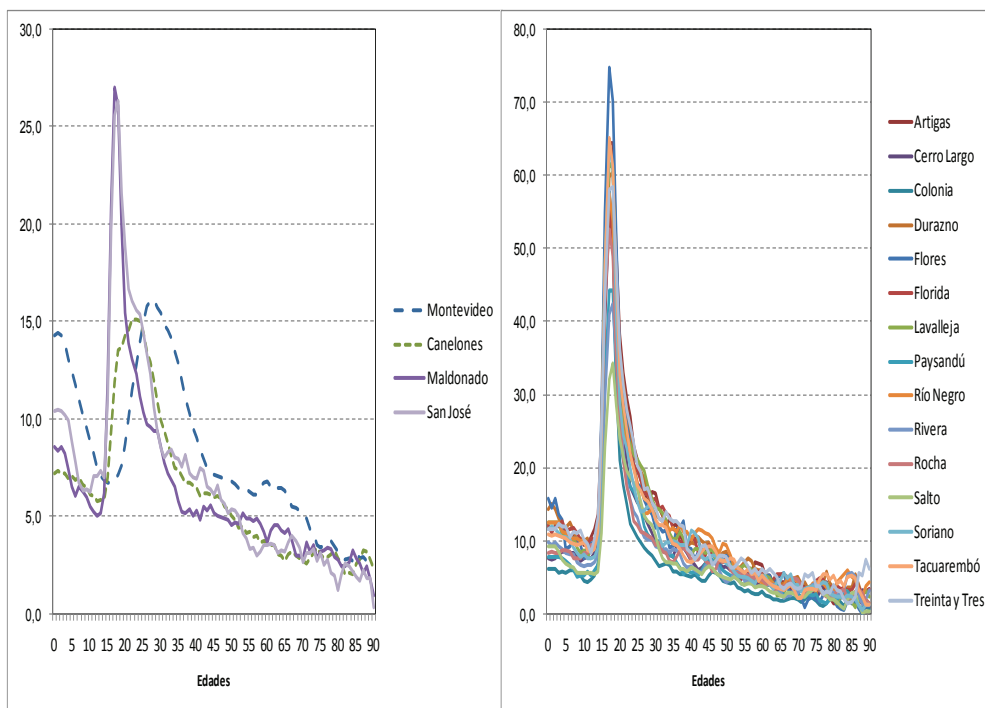 30,0
25,0
20,0
15,0
10,0
5,0
0,0
0 5 10 15 20 25 30 35 40 45 50 55 60 65 70 75 80 85 90
Edades
Montevideo
Canelones
Maldonado
San José
80,0
70,0
60,0
50,0
40,0
30,0
20,0
10,0
0,0
0 5 10 15 20 25 30 35 40 45 50 55 60 65 70 75 80 85 90
Edades
Artigas
Cerro Largo
Colonia
Durazno
Flores
Florida
Lavalleja
Paysandú
Río Negro
Rivera
Rocha
Salto
Soriano
Tacuarembó
Treinta y Tres